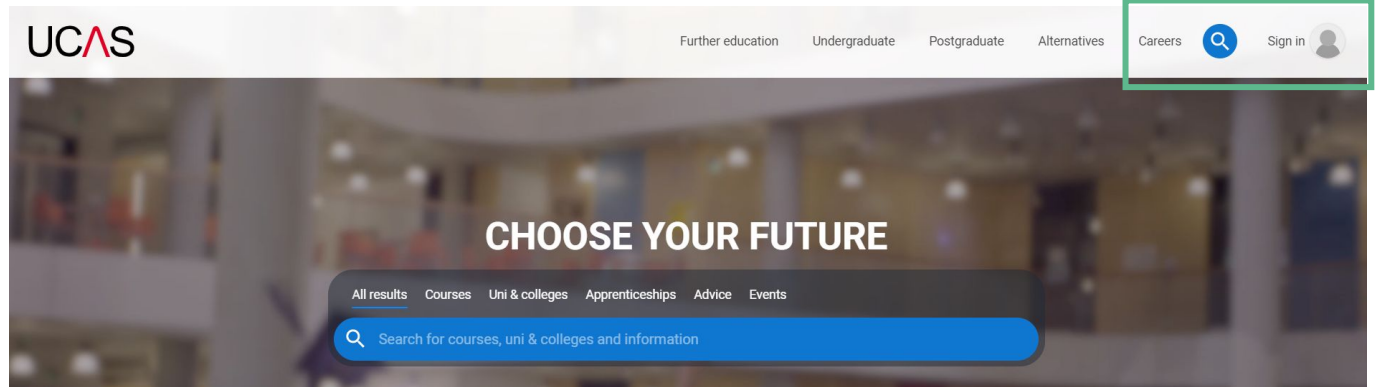 UCAS
Further education Undergraduate Postgraduate Alternatives Careers Sign in
CHOOSE YOUR FUTURE
All results Courses Uni & colleges Apprenticeships Advice Events
Search for courses, uni & colleges and information